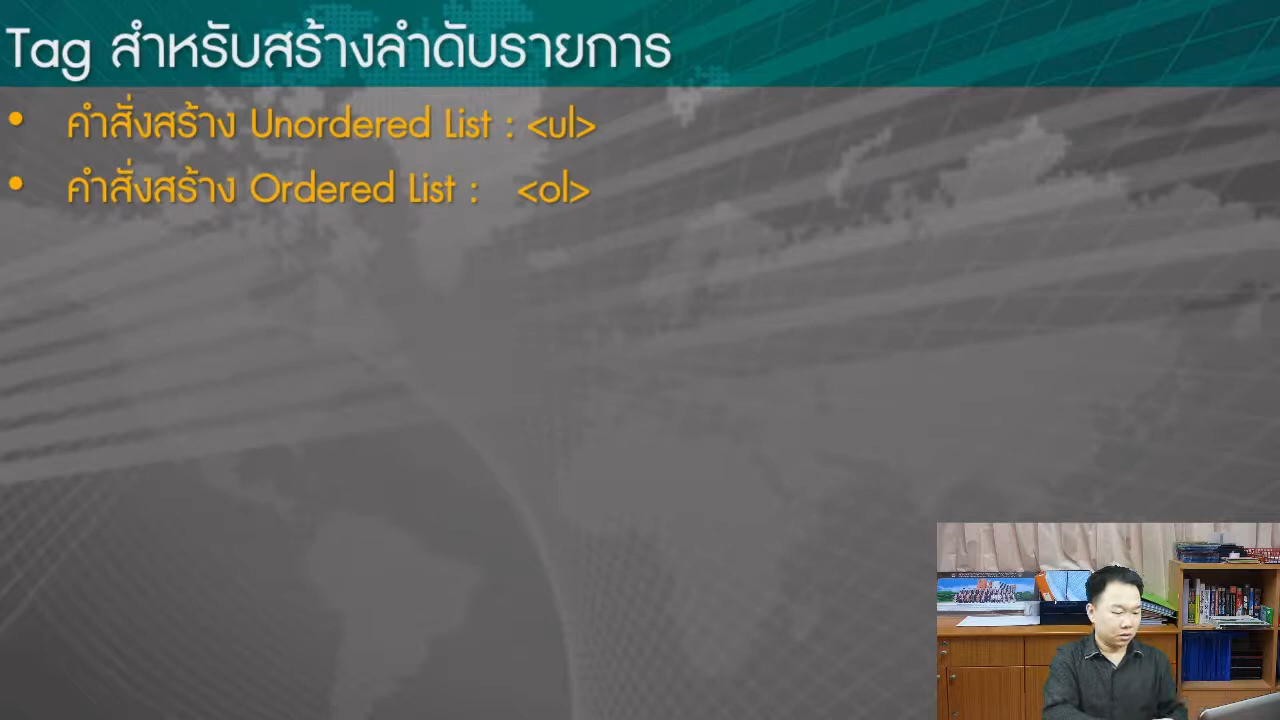 Tag สำหรับสร้างลำดับรายการ
• คำสั่งสร้าง Unordered List : <ul>
• คำสั่งสร้าง Ordered List : <ol>